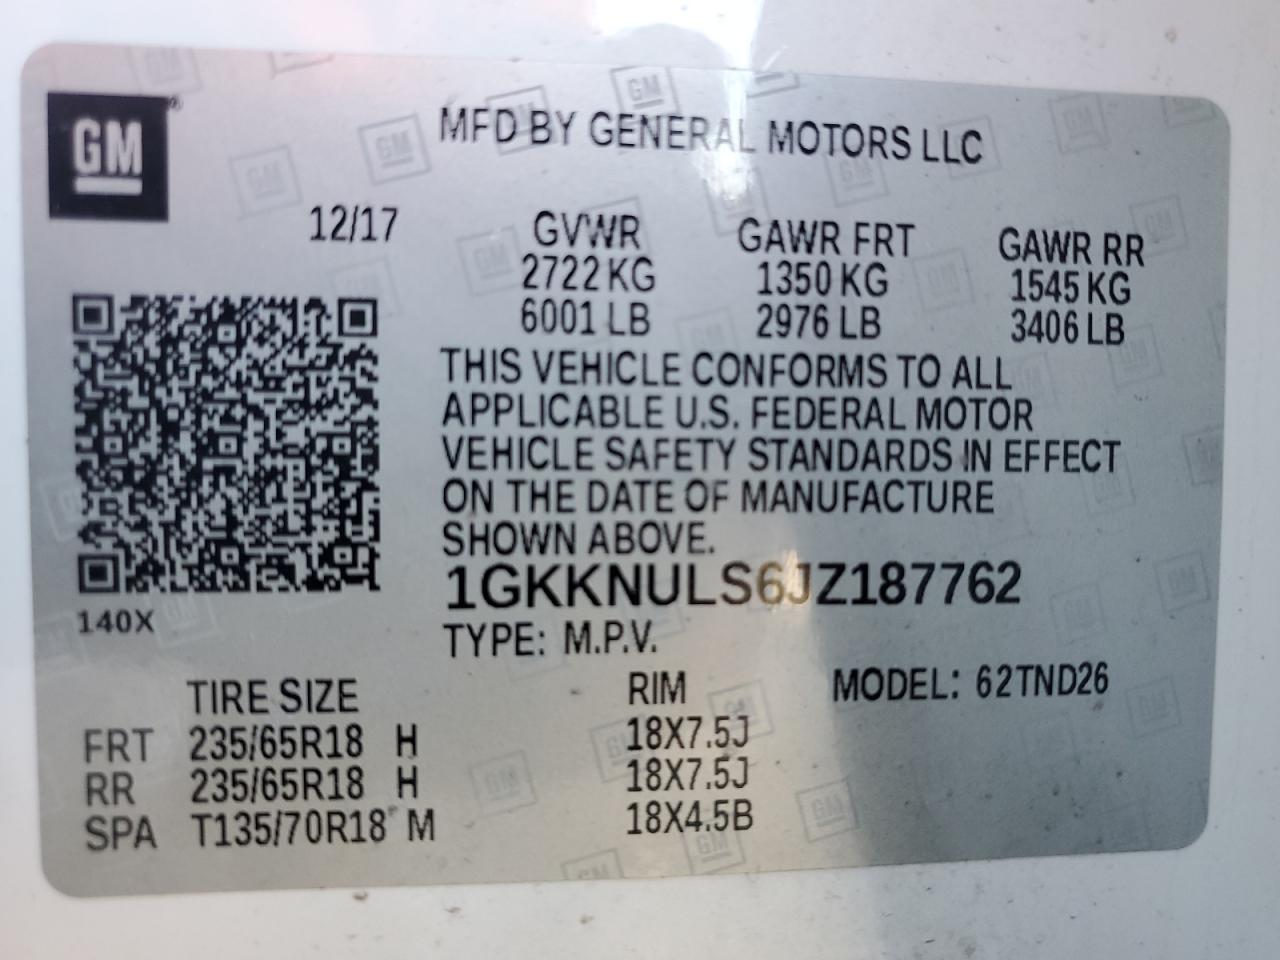 GM
MFD BY GENERAL MOTORS LLC
12/17 GVWR GAWR FRT GAWR RR
2722 KG 1350 KG 1545 KG
6001 LB 2976 LB 3406 LB
THIS VEHICLE CONFORMS TO ALL
APPLICABLE U.S. FEDERAL MOTOR
VEHICLE SAFETY STANDARDS IN EFFECT
ON THE DATE OF MANUFACTURE
SHOWN ABOVE.
1GKKNULS6JZ187762
140X
TYPE: M.P.V.
TIRE SIZE RIM MODEL: 62TND26
FRT 235/65R18 H 18X7.5J
RR 235/65R18 H 18X7.5J
SPA T135/70R18 M 18X4.5B